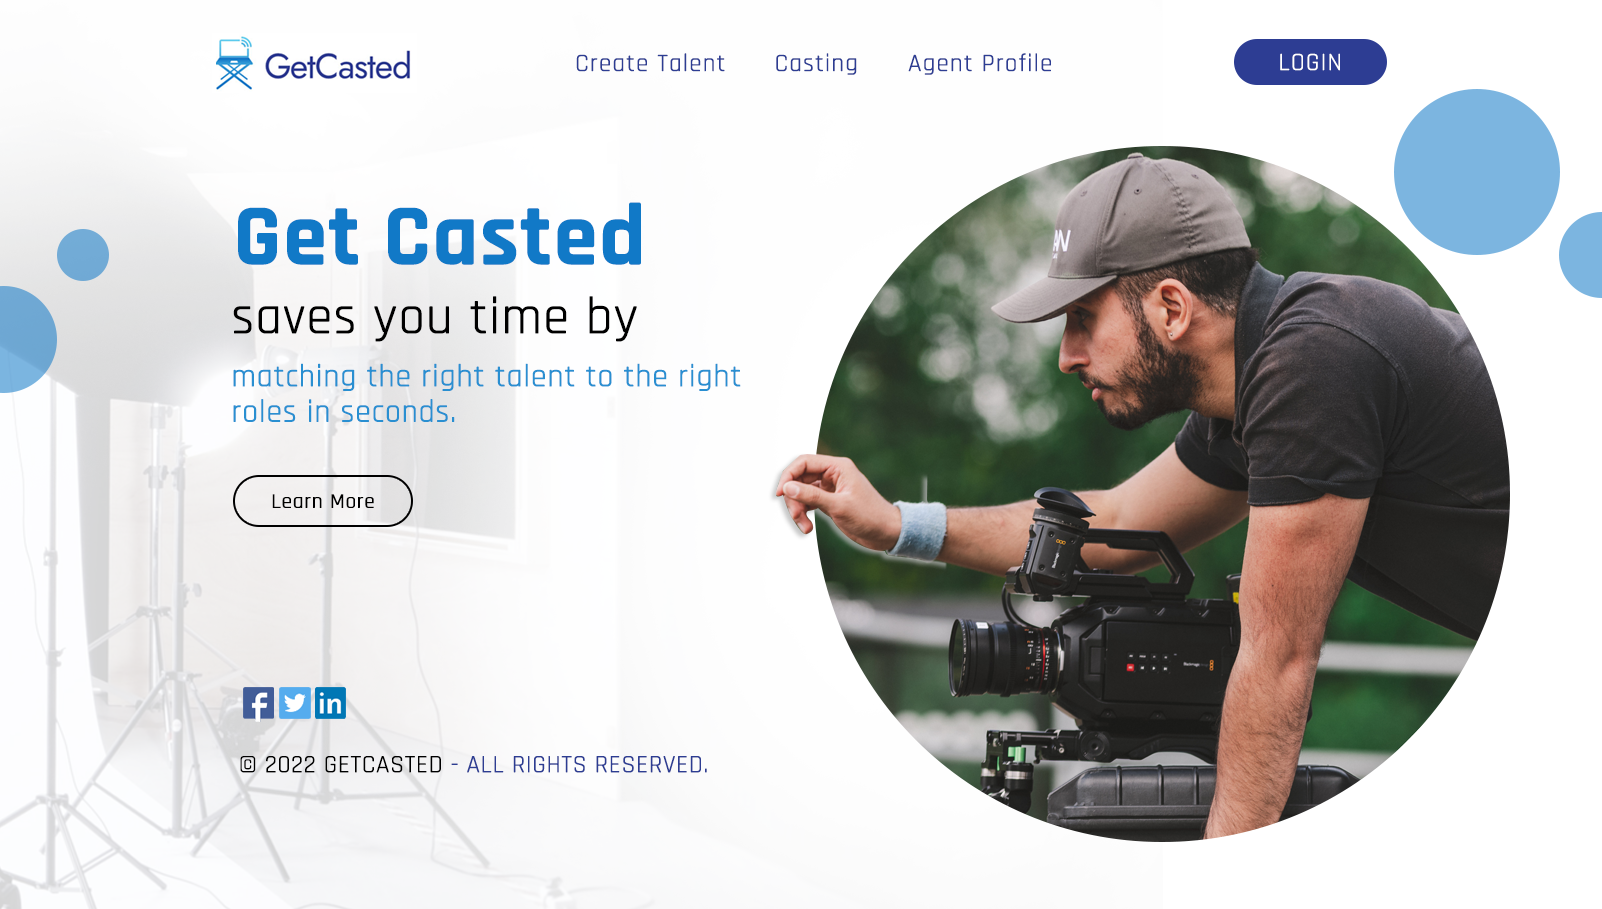 GetCasted
Create Talent
Casting
Agent Profile
LOGIN
Get Casted
saves you time by
matching the right talent to the right
roles in seconds.
Learn More
f
in
© 2022 GETCASTED - ALL RIGHTS RESERVED.